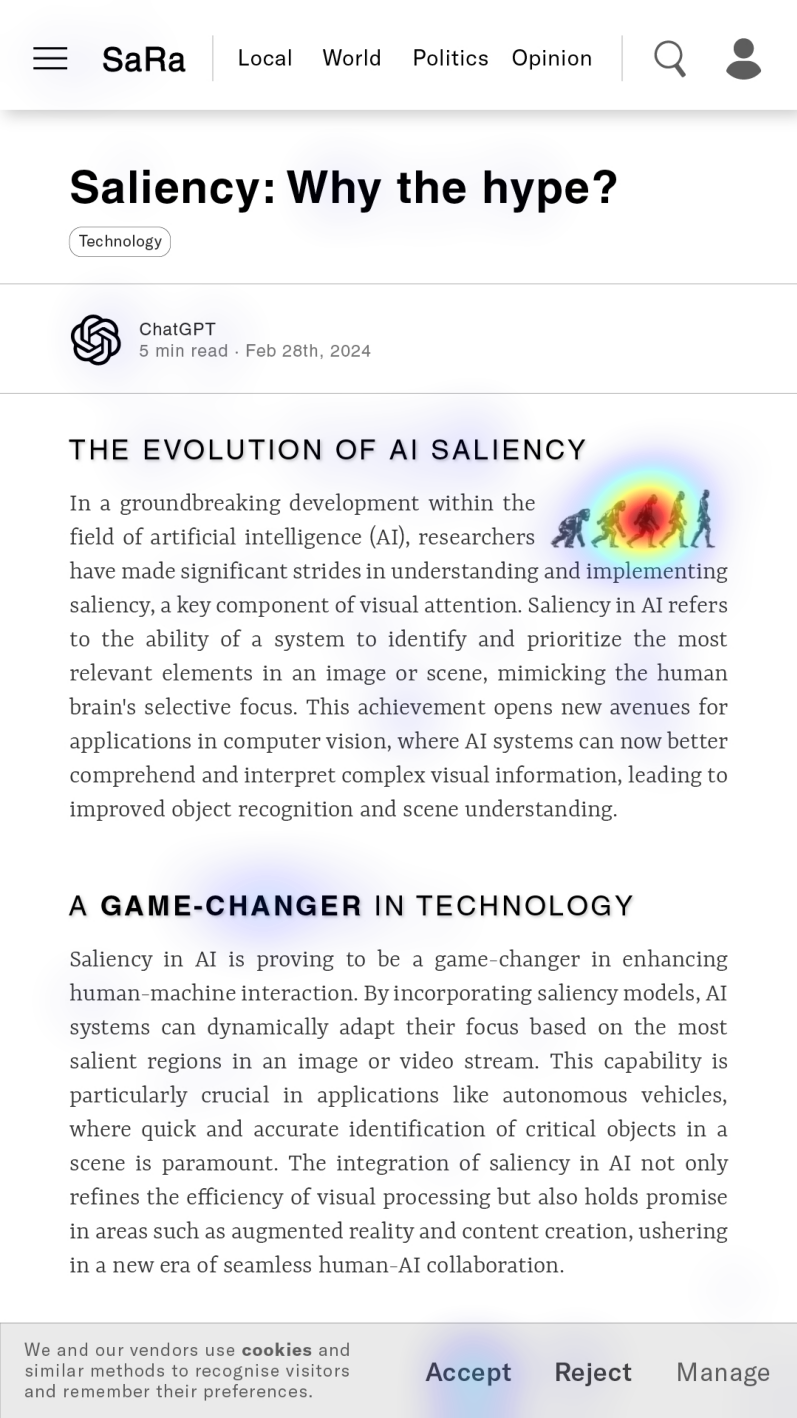 SaRa
Local World Politics Opinion
Saliency: Why the hype?
Technology
ChatGPT
5 min read · Feb 28th, 2024
THE EVOLUTION OF AI SALIENCY
In a groundbreaking development within the
field of artificial intelligence (AI), researchers
have made significant strides in understanding and implementing
saliency, a key component of visual attention. Saliency in AI refers
to the ability of a system to identify and prioritize the most
relevant elements in an image or scene, mimicking the human
brain's selective focus. This achievement opens new avenues for
applications in computer vision, where AI systems can now better
comprehend and interpret complex visual information, leading to
improved object recognition and scene understanding.
A GAME-CHANGER IN TECHNOLOGY
Saliency in AI is proving to be a game-changer in enhancing
human-machine interaction. By incorporating saliency models, AI
systems can dynamically adapt their focus based on the most
salient regions in an image or video stream. This capability is
particularly crucial in applications like autonomous vehicles,
where quick and accurate identification of critical objects in a
scene is paramount. The integration of saliency in AI not only
refines the efficiency of visual processing but also holds promise
in areas such as augmented reality and content creation, ushering
in a new era of seamless human-AI collaboration.
We and our vendors use cookies and
similar methods to recognise visitors
and remember their preferences.
Accept Reject Manage